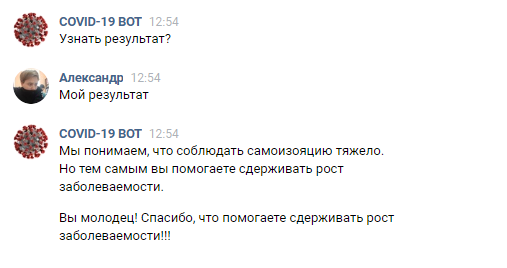 COVID-19 BOT 12:54
Узнать результат?
Александр 12:54
Мой результат
COVID-19 BOT 12:54
Мы понимаем, что соблюдать самоизояцию тяжело.
Но тем самым вы помогаете сдерживать рост
заболеваемости.
Вы молодец! Спасибо, что помогаете сдерживать рост
заболеваемости!!!